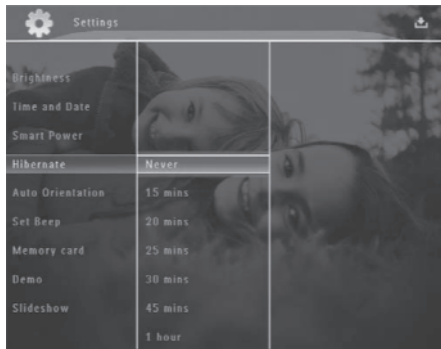 Settings
Brightness
Time and Date
Smart Power
Hibernate
Auto Orientation
Set Beep
Memory card
Demo
Slideshow
Never
15 mins
20 mins
25 mins
30 mins
45 mins
1 hour